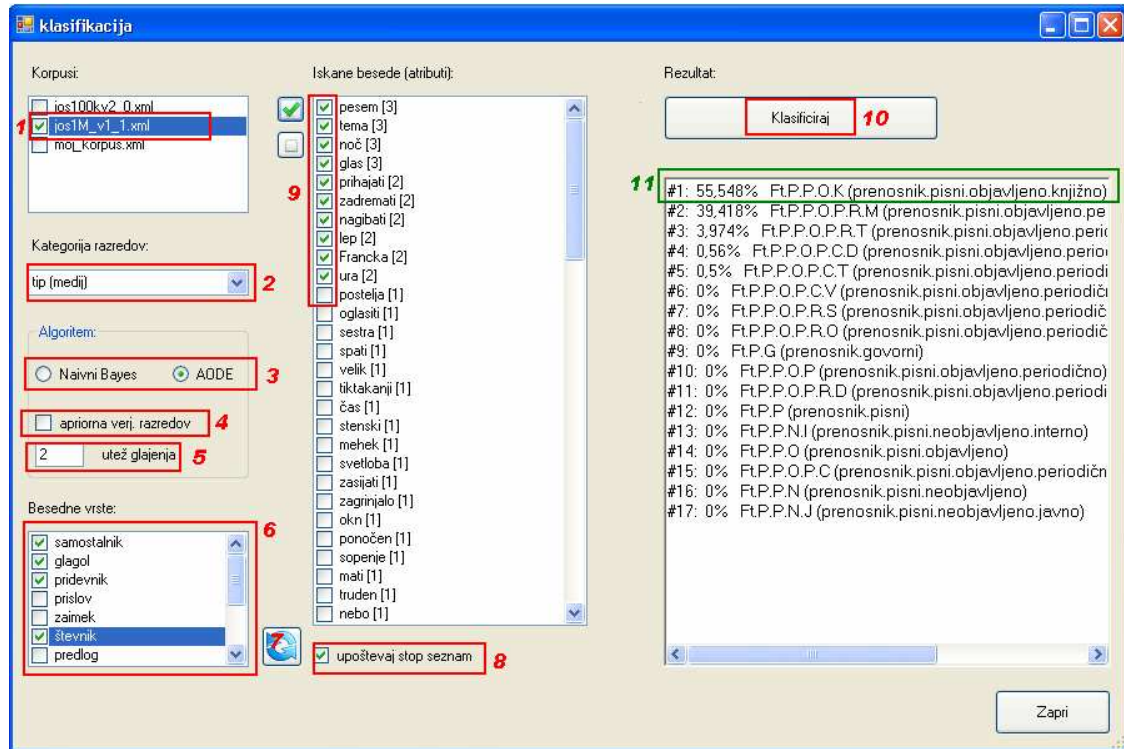 klasifikacija
Korpusi:
jos100kv2_0.xml
1
jos1M_v1_1.xml
moj_korpus.xml
Kategorija razredov:
tip (medij)
2
Algoritem:
Naivni Bayes
AODE
3
apriorna verj. razredov
4
2
utež glajenja
5
Besedne vrste:
6
samostalnik
glagol
pridevnik
prislov
zaimek
števnik
predlog
7
Iskane besede (atributi):
9
pesem [3]
tema [3]
noč [3]
glas [3]
prihajati [2]
zadremati [2]
nagibati [2]
lep [2]
Francka [2]
ura [2]
postelja [1]
oglasiti [1]
sestra [1]
spati [1]
velik [1]
tiktakanji [1]
čas [1]
stenski [1]
mehek [1]
svetloba [1]
zasijati [1]
zagrinjalo [1]
okn [1]
ponočen [1]
sopenje [1]
mati [1]
truden [1]
nebo [1]
upoštevaj stop seznam
8
Rezultat:
Klasificiraj
10
11
#1: 55,548% Ft.P.P.O.K (prenosnik.pisni.objavljeno.knjižno)
#2: 39,418% Ft.P.P.O.P.R.M (prenosnik.pisni.objavljeno.pe
#3: 3,974% Ft.P.P.O.P.R.T (prenosnik.pisni.objavljeno.peric
#4: 0,56% Ft.P.P.O.P.C.D (prenosnik.pisni.objavljeno.period
#5: 0,5% Ft.P.P.O.P.C.T (prenosnik.pisni.objavljeno.periodi
#6: 0% Ft.P.P.O.P.C.V (prenosnik.pisni.objavljeno.periodičn
#7: 0% Ft.P.P.O.P.R.S (prenosnik.pisni.objavljeno.periodič
#8: 0% Ft.P.P.O.P.R.O (prenosnik.pisni.objavljeno.periodič
#9: 0% Ft.P.G (prenosnik.govorni)
#10: 0% Ft.P.P.O.P (prenosnik.pisni.objavljeno.periodično)
#11: 0% Ft.P.P.O.P.R.D (prenosnik.pisni.objavljeno.periodi
#12: 0% Ft.P.P (prenosnik.pisni)
#13: 0% Ft.P.P.N.I (prenosnik.pisni.neobjavljeno.interno)
#14: 0% Ft.P.P.O (prenosnik.pisni.objavljeno)
#15: 0% Ft.P.P.O.P.C (prenosnik.pisni.objavljeno.periodičn
#16: 0% Ft.P.P.N (prenosnik.pisni.neobjavljeno)
#17: 0% Ft.P.P.N.J (prenosnik.pisni.neobjavljeno.javno)
Zapri